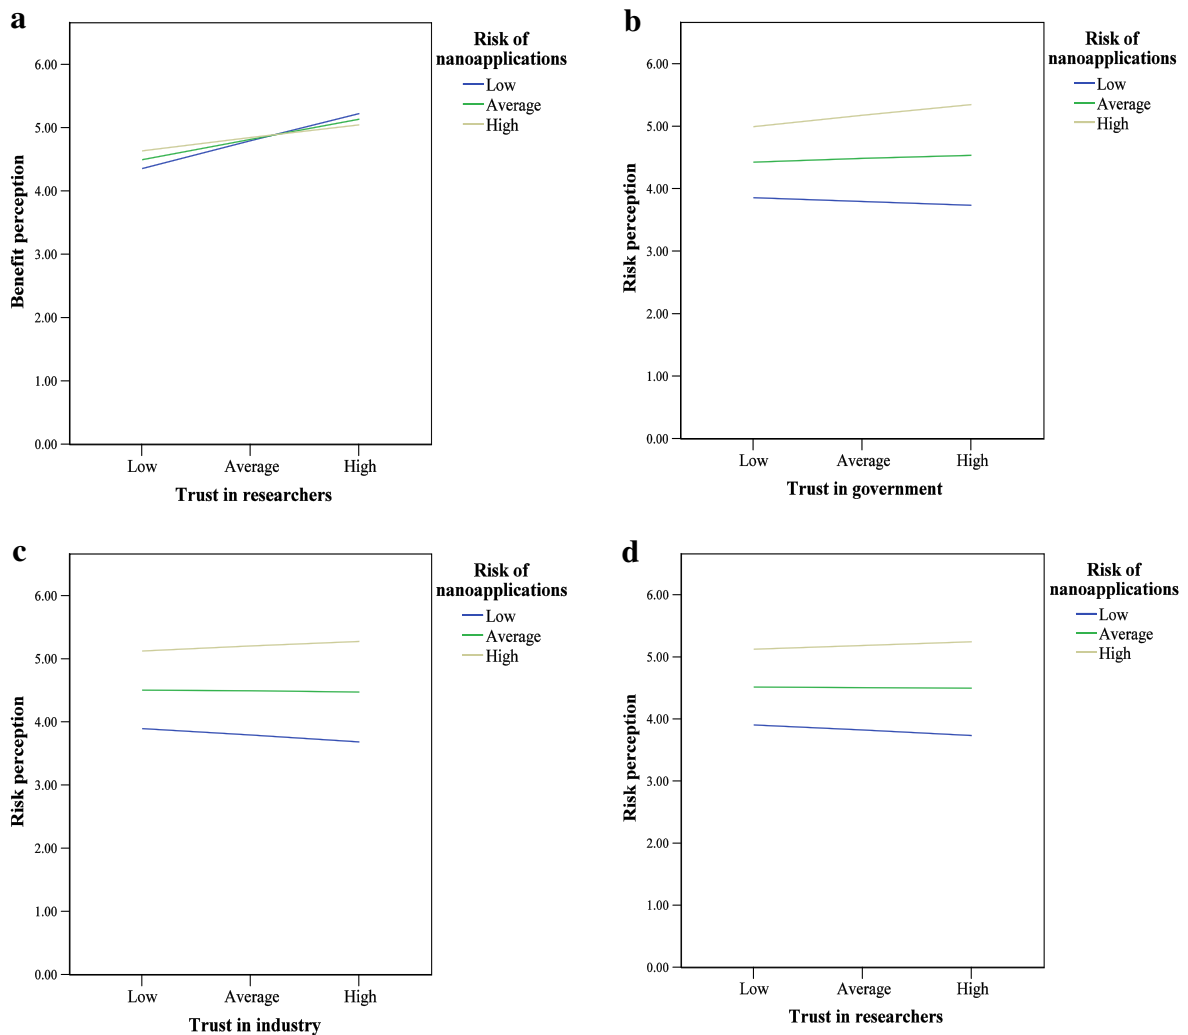 a
Risk of
nanoapplications
Low
Average
High
6.00
5.00
4.00
3.00
2.00
1.00
0.00
Benefit perception
Low Average High
Trust in researchers
b
Risk of
nanoapplications
Low
Average
High
6.00
5.00
4.00
3.00
2.00
1.00
0.00
Risk perception
Low Average High
Trust in government
c
Risk of
nanoapplications
Low
Average
High
6.00
5.00
4.00
3.00
2.00
1.00
0.00
Risk perception
Low Average High
Trust in industry
d
Risk of
nanoapplications
Low
Average
High
6.00
5.00
4.00
3.00
2.00
1.00
0.00
Risk perception
Low Average High
Trust in researchers